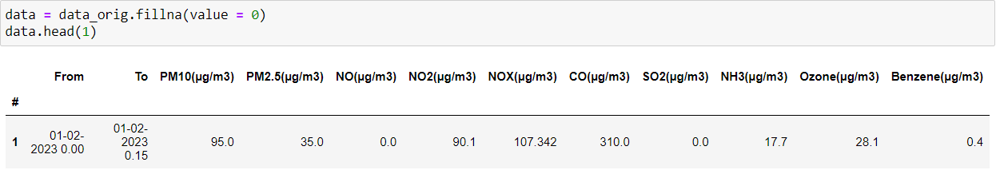 data = data_orig.fillna(value = 0)
data.head(1)
From To PM10(µg/m3) PM2.5(µg/m3) NO(µg/m3) NO2(µg/m3) NOX(µg/m3) CO(µg/m3) SO2(µg/m3) NH3(µg/m3) Ozone(µg/m3) Benzene(µg/m3)
#
1 01-02-2023 0.00 01-02-2023 0.15 95.0 35.0 0.0 90.1 107.342 310.0 0.0 17.7 28.1 0.4